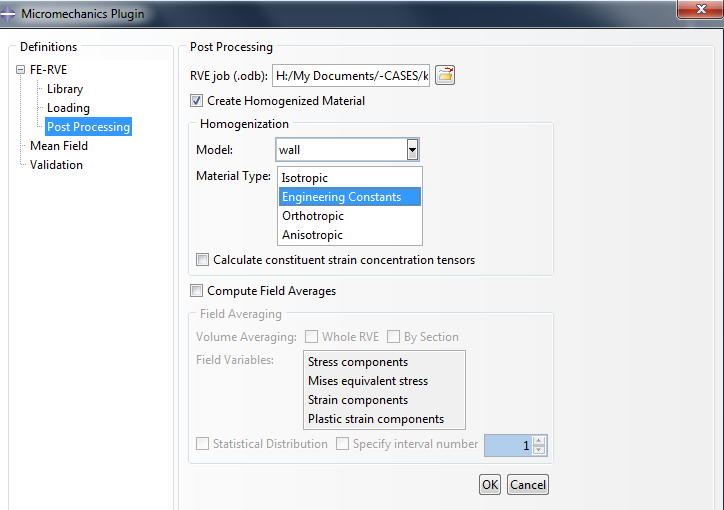 Micromechanics Plugin
Definitions
FE-RVE
Library
Loading
Post Processing
Mean Field
Validation
Post Processing
RVE job (.odb): H:/My Documents/-CASES/k
Create Homogenized Material
Homogenization
Model: wall
Material Type: Isotropic
Engineering Constants
Orthotropic
Anisotropic
Calculate constituent strain concentration tensors
Compute Field Averages
Field Averaging
Volume Averaging: Whole RVE By Section
Field Variables: Stress components
Mises equivalent stress
Strain components
Plastic strain components
Statistical Distribution Specify interval number 1
OK Cancel